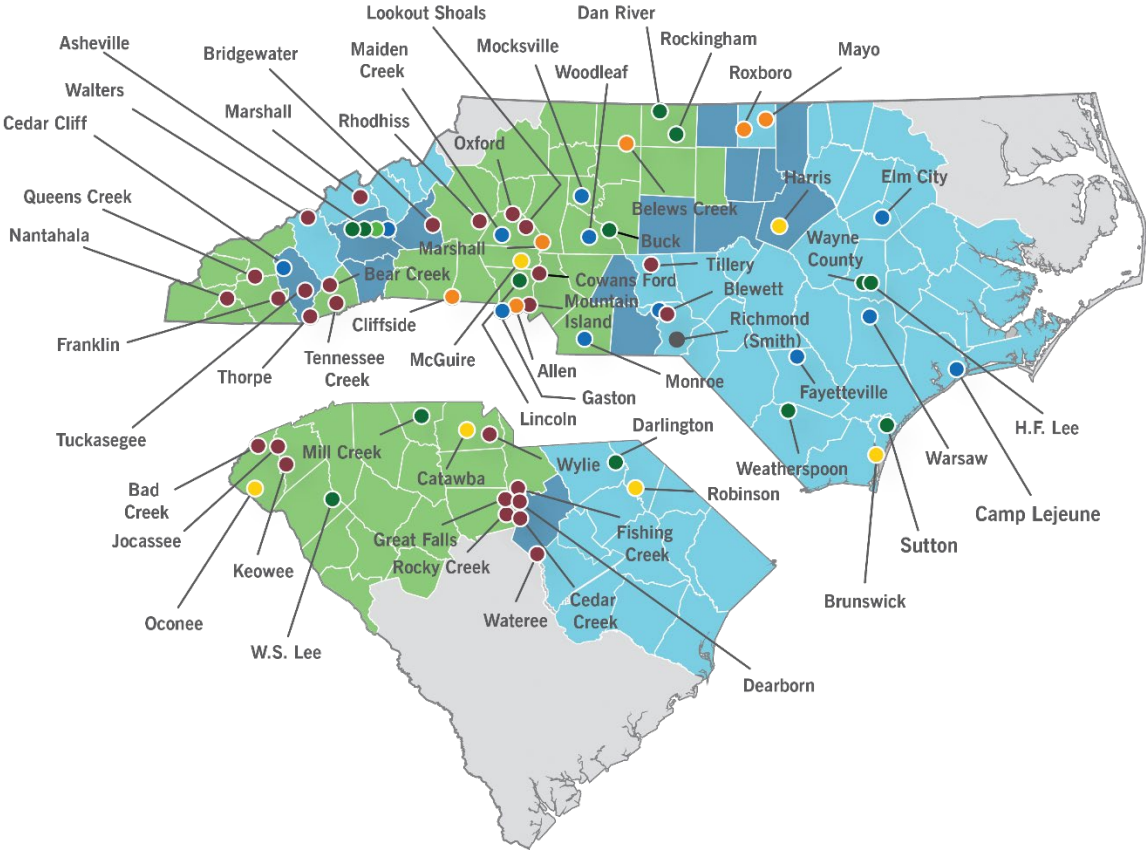 Lookout Shoals
Dan River
Asheville
Bridgewater
Maiden
Creek
Mocksville
Rockingham
Mayo
Walters
Woodleaf
Roxboro
Marshall
Cedar Cliff
Rhodhiss
Oxford
Queens Creek
Harris
Elm City
Nantahala
Belews Creek
Marshall
Buck
Wayne
County
Bear Creek
Cowans Ford
Tillery
Mountain
Island
Blewett
Cliffside
Richmond
(Smith)
Franklin
McGuire
Allen
Tennessee
Creek
Thorpe
Monroe
Fayetteville
Gaston
Lincoln
H.F. Lee
Tuckasegee
Mill Creek
Darlington
Warsaw
Weatherspoon
Catawba
Wylie
Bad
Creek
Robinson
Camp Lejeune
Jocassee
Great Falls
Fishing
Creek
Sutton
Keowee
Rocky Creek
Brunswick
Oconee
Wateree
Cedar
Creek
W.S. Lee
Dearborn